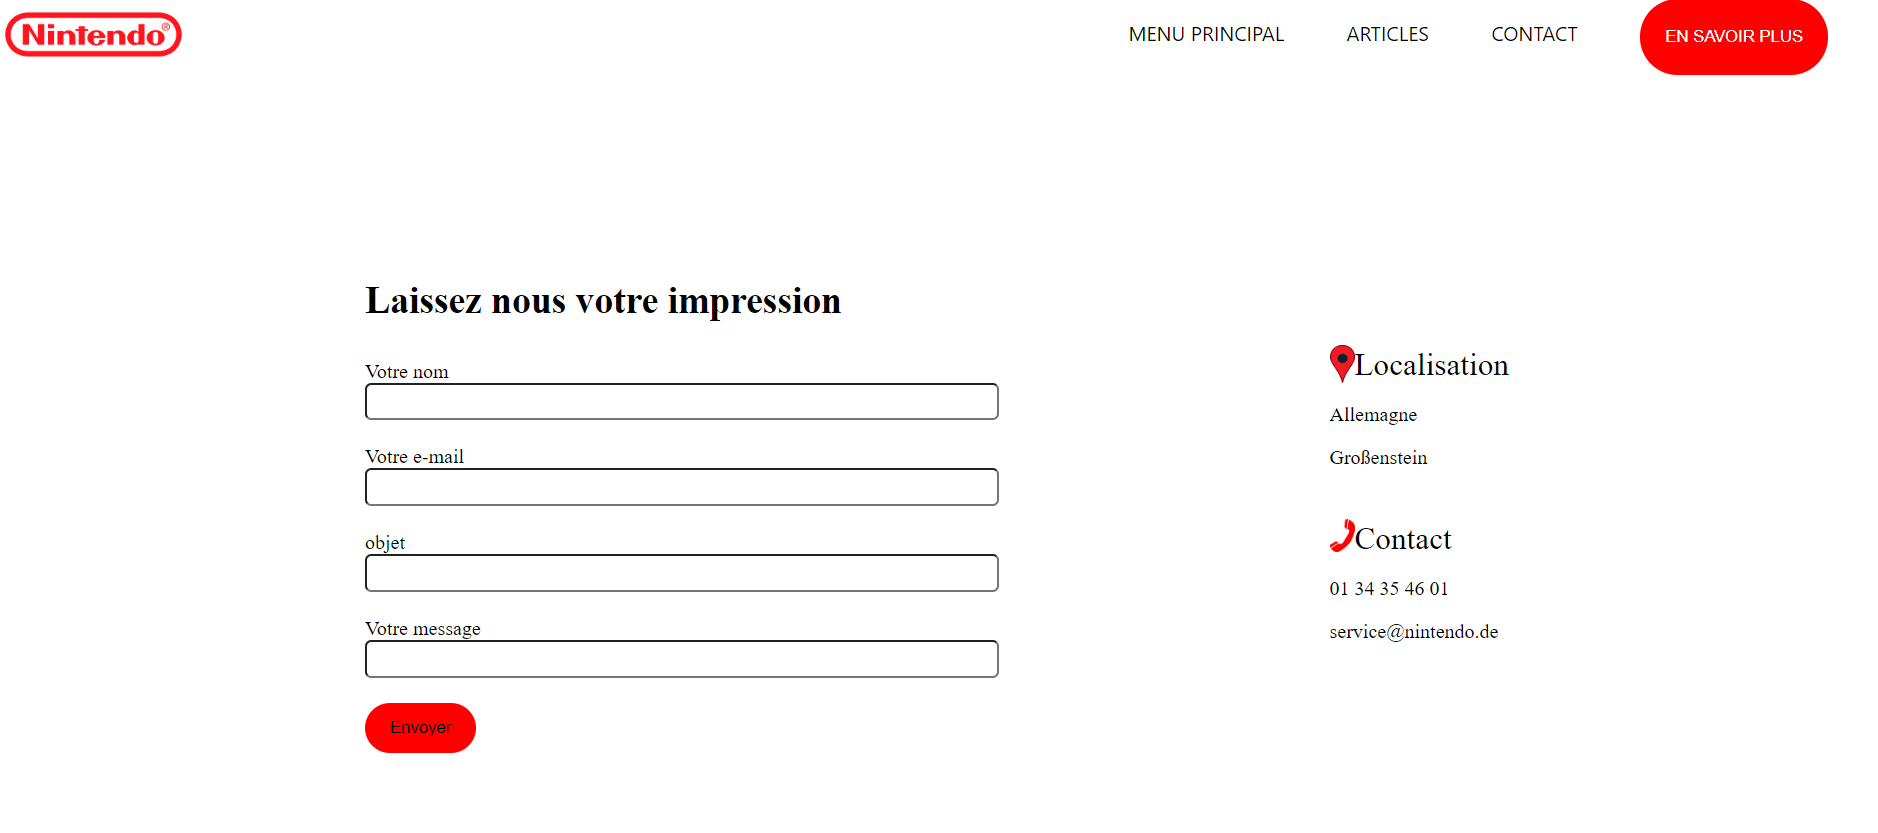 Nintendo®
MENU PRINCIPAL
ARTICLES
CONTACT
EN SAVOIR PLUS
Laissez nous votre impression
Votre nom
Votre e-mail
objet
Votre message
Envoyer
Localisation
Allemagne
Großenstein
Contact
01 34 35 46 01
service@nintendo.de